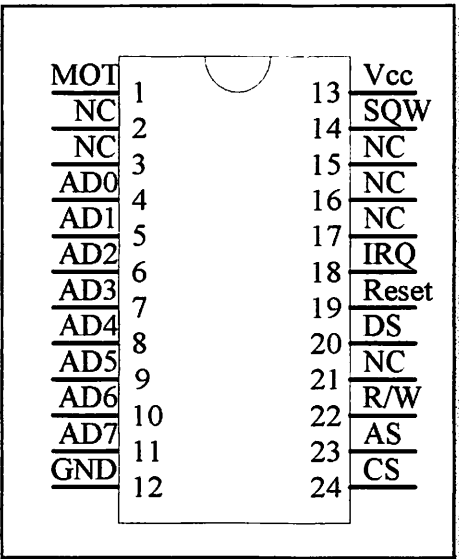 MOT 1 13 Vcc
NC 2 14 SQW
NC 3 15 NC
AD0 4 16 NC
AD1 5 17 NC
AD2 6 18 IRQ
AD3 7 19 Reset
AD4 8 20 DS
AD5 9 21 NC
AD6 10 22 R/W
AD7 11 23 AS
GND 12 24 CS